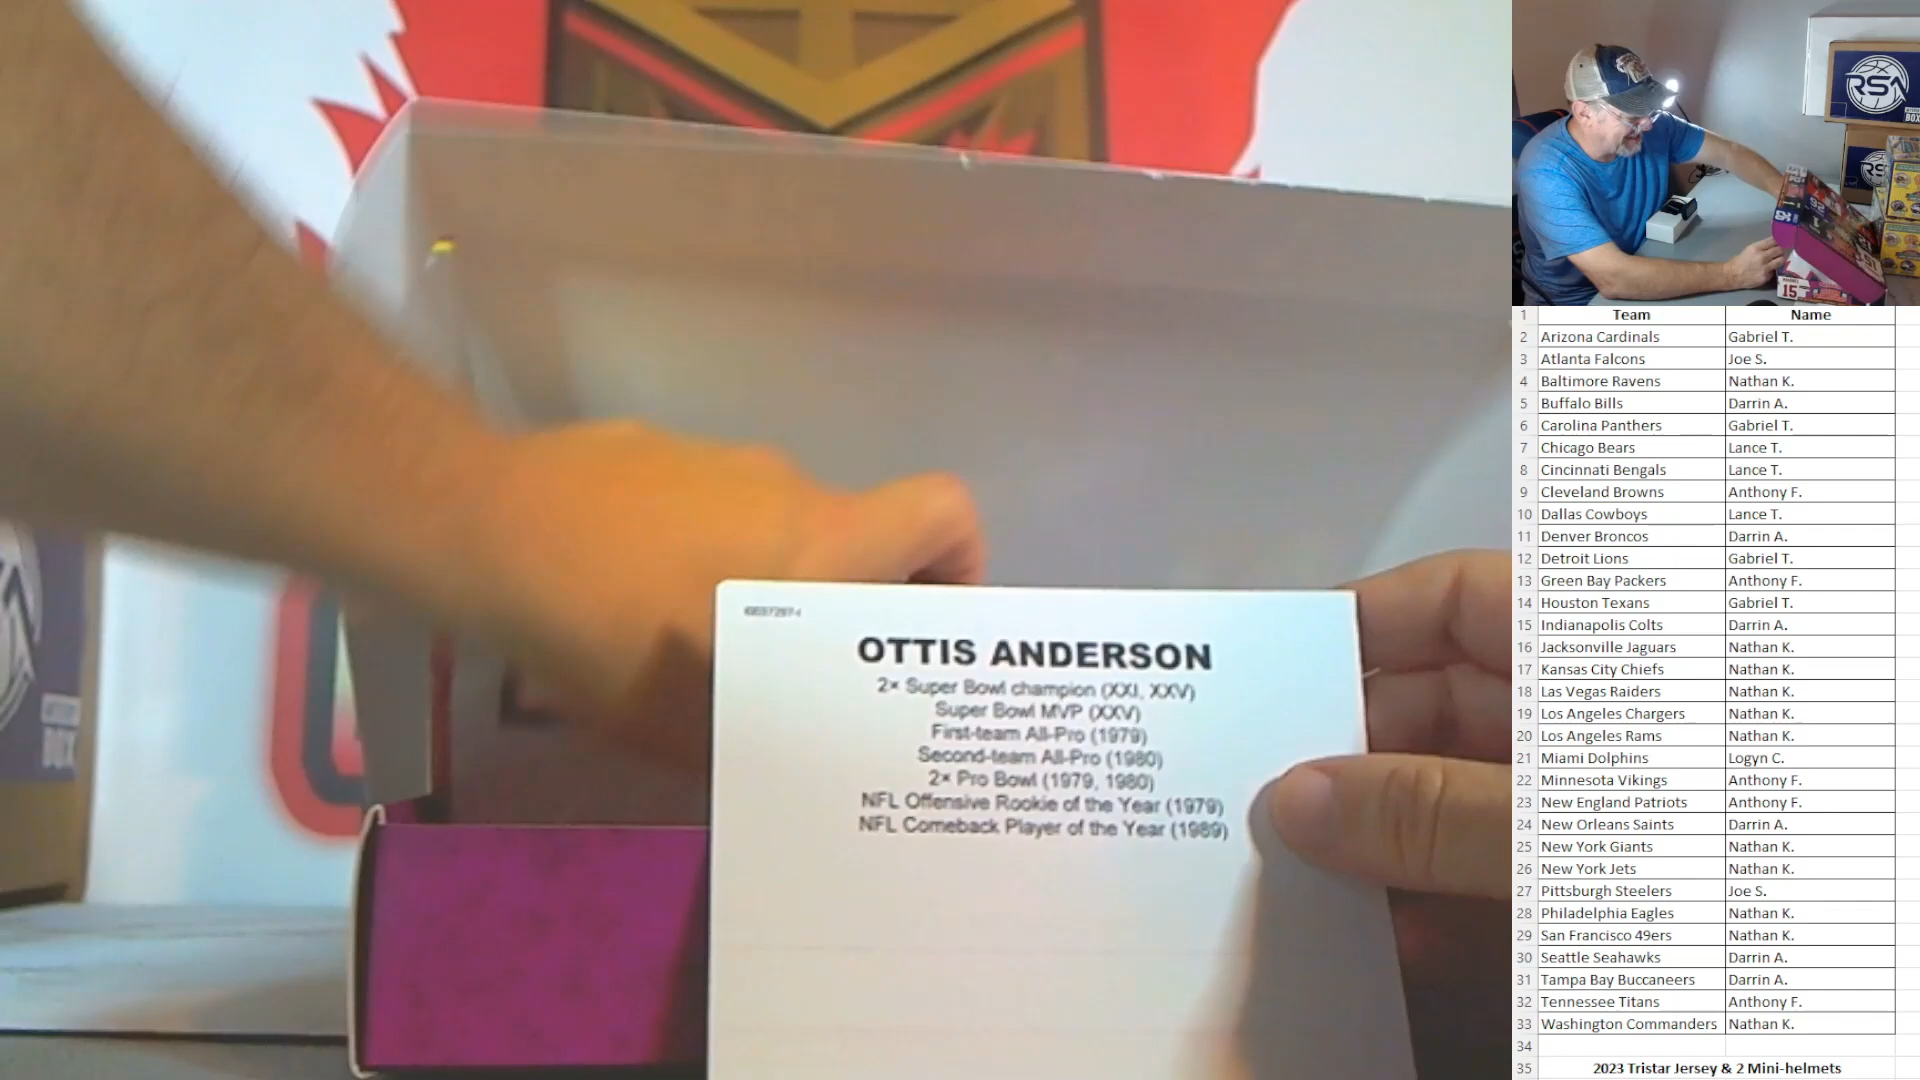 OTTIS ANDERSON
2× Super Bowl champion (XXI, XXV)
Super Bowl MVP (XXV)
First-team All-Pro (1979)
Second-team All-Pro (1980)
2× Pro Bowl (1979, 1980)
NFL Offensive Rookie of the Year (1979)
NFL Comeback Player of the Year (1989)
BOX
RSA
BOX
15
1 Team Name
2 Arizona Cardinals Gabriel T.
3 Atlanta Falcons Joe S.
4 Baltimore Ravens Nathan K.
5 Buffalo Bills Darrin A.
6 Carolina Panthers Gabriel T.
7 Chicago Bears Lance T.
8 Cincinnati Bengals Lance T.
9 Cleveland Browns Anthony F.
10 Dallas Cowboys Lance T.
11 Denver Broncos Darrin A.
12 Detroit Lions Gabriel T.
13 Green Bay Packers Anthony F.
14 Houston Texans Gabriel T.
15 Indianapolis Colts Darrin A.
16 Jacksonville Jaguars Nathan K.
17 Kansas City Chiefs Nathan K.
18 Las Vegas Raiders Nathan K.
19 Los Angeles Chargers Nathan K.
20 Los Angeles Rams Nathan K.
21 Miami Dolphins Logyn C.
22 Minnesota Vikings Anthony F.
23 New England Patriots Anthony F.
24 New Orleans Saints Darrin A.
25 New York Giants Nathan K.
26 New York Jets Nathan K.
27 Pittsburgh Steelers Joe S.
28 Philadelphia Eagles Nathan K.
29 San Francisco 49ers Nathan K.
30 Seattle Seahawks Darrin A.
31 Tampa Bay Buccaneers Darrin A.
32 Tennessee Titans Anthony F.
33 Washington Commanders Nathan K.
34
35 2023 Tristar Jersey & 2 Mini-helmets